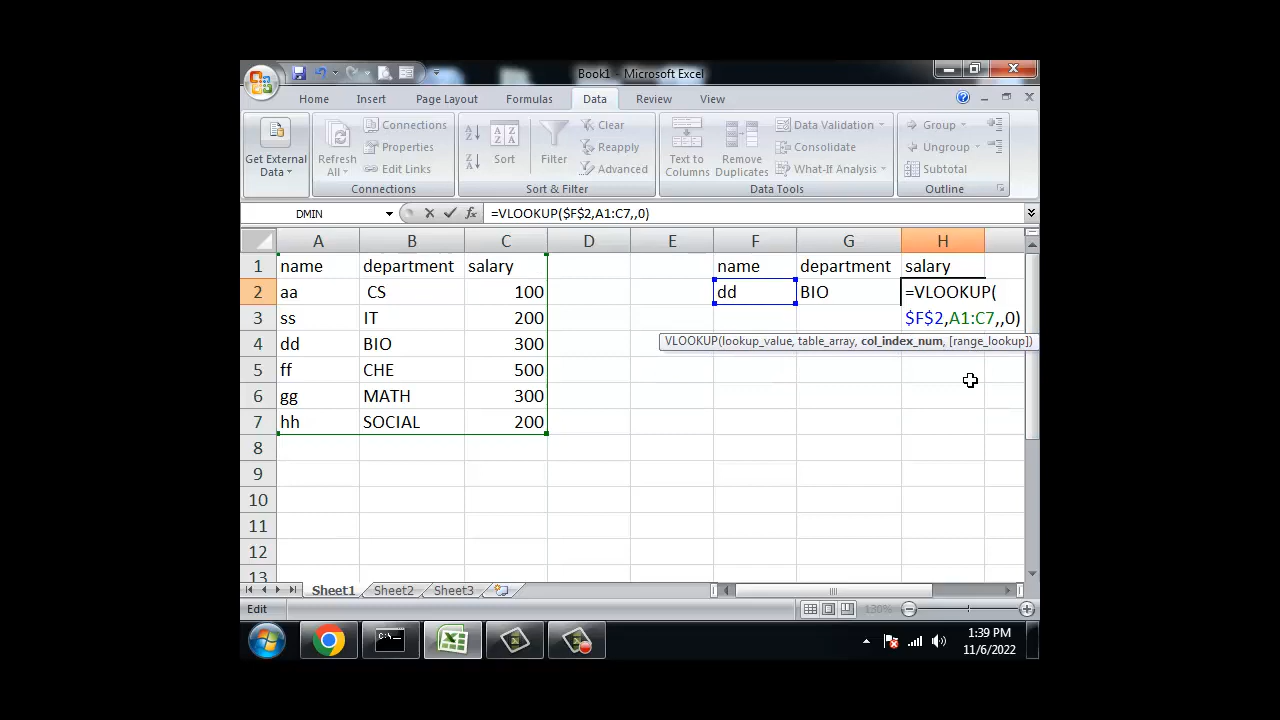 Book1 - Microsoft Excel
Home Insert Page Layout Formulas Data Review View
Get External Data
Refresh All
Connections
Properties
Edit Links
Connections
Sort
Filter
Clear
Reapply
Advanced
Sort & Filter
Text to Columns
Remove Duplicates
Data Validation
Consolidate
What-If Analysis
Data Tools
Group
Ungroup
Subtotal
Outline
DMIN =VLOOKUP($F$2,A1:C7,,0)
A B C D E F G H
1 name department salary name department salary
2 aa CS 100 dd BIO =VLOOKUP(
3 ss IT 200 $F$2,A1:C7,,0)
VLOOKUP(lookup_value, table_array, col_index_num, [range_lookup])
4 dd BIO 300
5 ff CHE 500
6 gg MATH 300
7 hh SOCIAL 200
8
9
10
11
12
13
Sheet1 Sheet2 Sheet3
Edit 130%
1:39 PM
11/6/2022